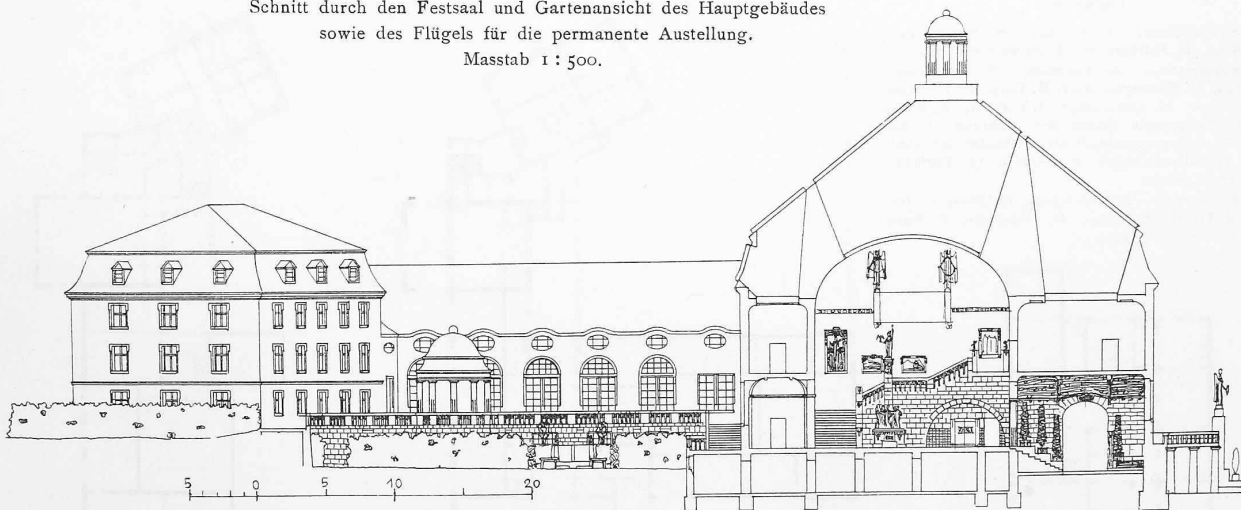 Schnitt durch den Festsaal und Gartenansicht des Hauptgebäudes
sowie des Flügels für die permanente Austellung.
Masstab 1 : 500.
5 0 5 10 20